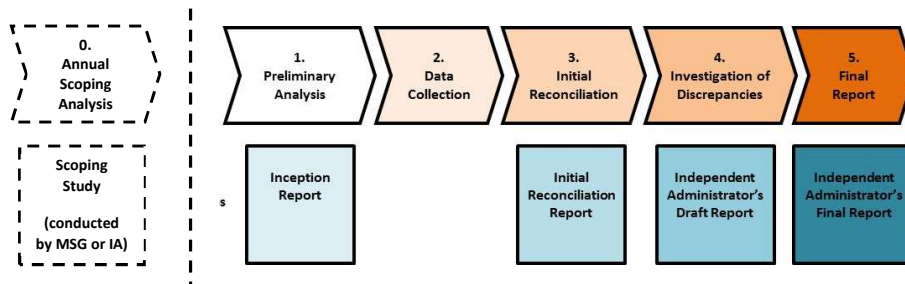 0.
Annual
Scoping
Analysis
1.
Preliminary
Analysis
2.
Data
Collection
3.
Initial
Reconciliation
4.
Investigation of
Discrepancies
5.
Final
Report
Scoping
Study
(conducted
by MSG or IA)
s
Inception
Report
Initial
Reconciliation
Report
Independent
Administrator's
Draft Report
Independent
Administrator's
Final Report